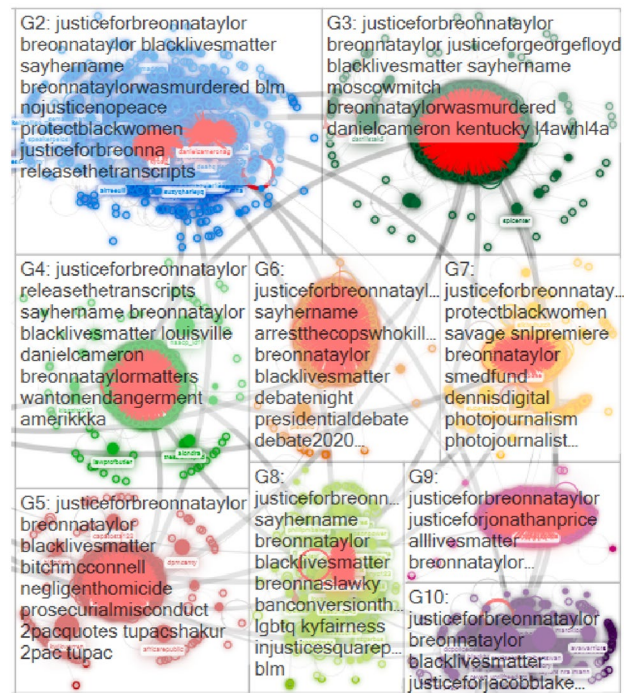 G2: justiceforbreonnataylor
breonnataylor blacklivesmatter
sayhername
breonnataylorwasmurdered blm
nojusticenopeace
protectblackwomen
justiceforbreonna
releasethetranscripts
G3: justiceforbreonnataylor
breonnataylor justiceforgeorgefloyd
blacklivesmatter sayhername
moscowmitch
breonnataylorwasmurdered
danielcameron kentucky l4awhl4a
spicenter
G4: justiceforbreonnataylor
releasethetranscripts
sayhername breonnataylor
blacklivesmatter louisville
danielcameron
breonnataylormatters
wantonendangerment
amerikkka
G6:
justiceforbreonnatayl...
sayhername
arrestthecopswhokill...
breonnataylor
blacklivesmatter
debatenight
presidentialdebate
debate2020...
G7:
justiceforbreonnatay...
protectblackwomen
savage snlpremiere
breonnataylor
smedfund
dennisdigital
photojournalism
photojournalist...
G5: justiceforbreonnataylor
breonnataylor
blacklivesmatter
bitchmcconnell
negligenthomicide
prosecurialmisconduct
2pacquotes tupacshakur
2pac tupac
G8:
justiceforbreonn...
sayhername
breonnataylor
blacklivesmatter
breonnaslawky
banconversionth...
lgbtq kyfairness
injusticesquarep...
blm
G9:
justiceforbreonnataylor
justiceforjonathanprice
alllivesmatter
breonnataylor...
G10:
justiceforbreonnataylor
breonnataylor
blacklivesmatter
justiceforjacobblake...